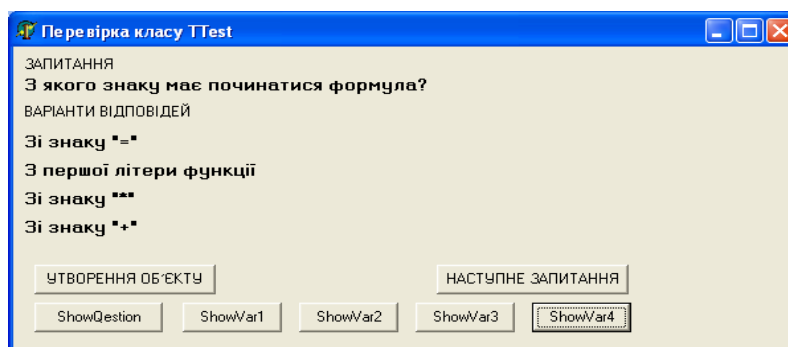 Перевірка класу TTest
ЗАПИТАННЯ
З якого знаку має починатися формула?
ВАРІАНТИ ВІДПОВІДЕЙ
Зі знаку "="
З першої літери функції
Зі знаку "*"
Зі знаку "+"
УТВОРЕННЯ ОБ'ЄКТУ НАСТУПНЕ ЗАПИТАННЯ
ShowQestion ShowVar1 ShowVar2 ShowVar3 ShowVar4